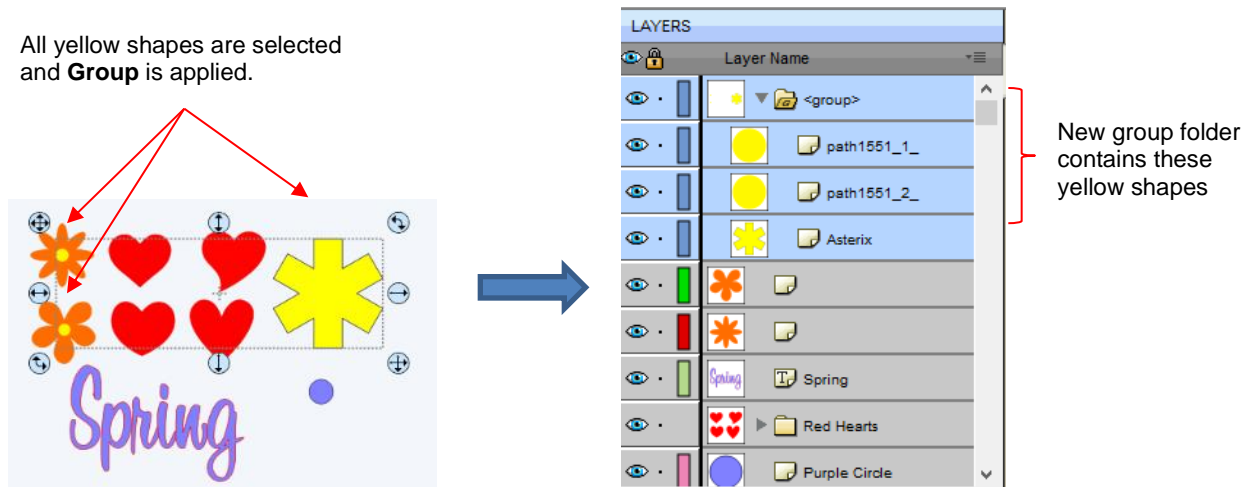 All yellow shapes are selected
and Group is applied.
Spring
LAYERS
Layer Name
<group>
path1551_1_
path1551_2_
Asterix
Spring Spring
Red Hearts
Purple Circle
New group folder
contains these
yellow shapes